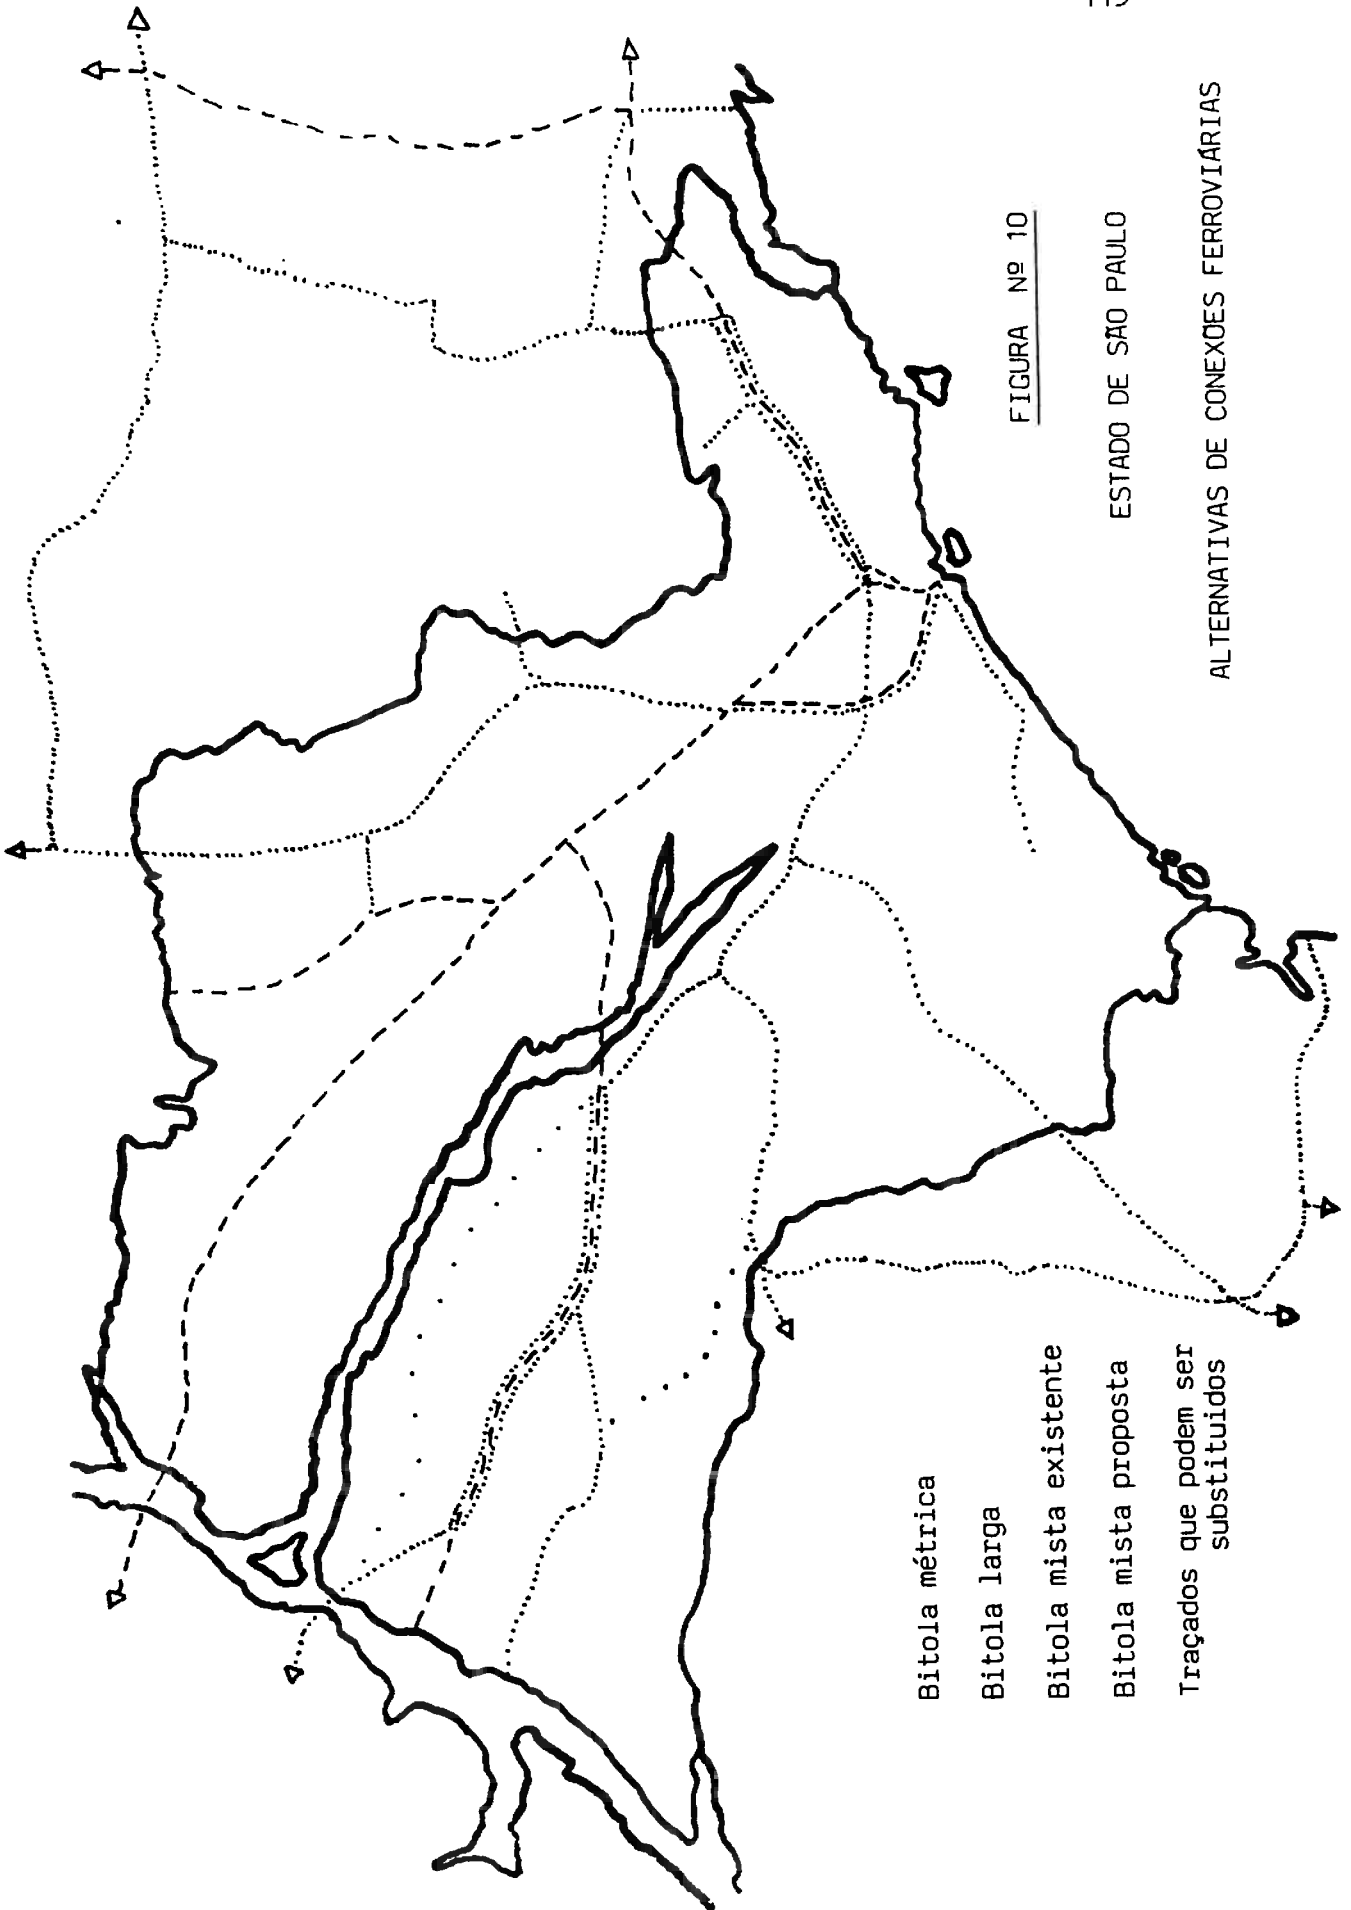 FIGURA Nº 10
ESTADO DE SÃO PAULO
ALTERNATIVAS DE CONEXÕES FERROVIÁRIAS
Bitola métrica
Bitola larga
Bitola mista existente
Bitola mista proposta
Traçados que podem ser
substituidos